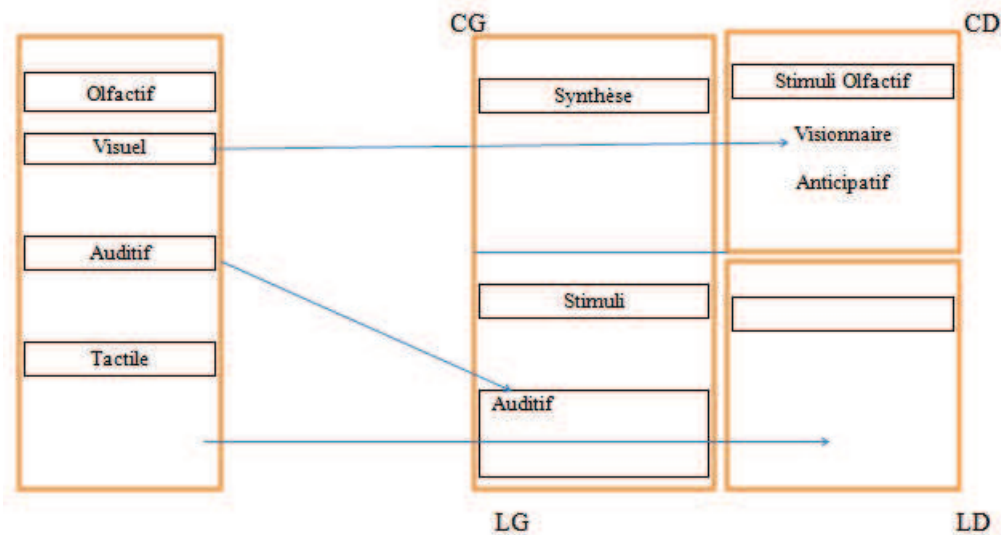 CG
CD
Olfactif
Visuel
Auditif
Tactile
Synthèse
Stimuli
Auditif
Stimuli Olfactif
Visionnaire
Anticipatif
LG
LD